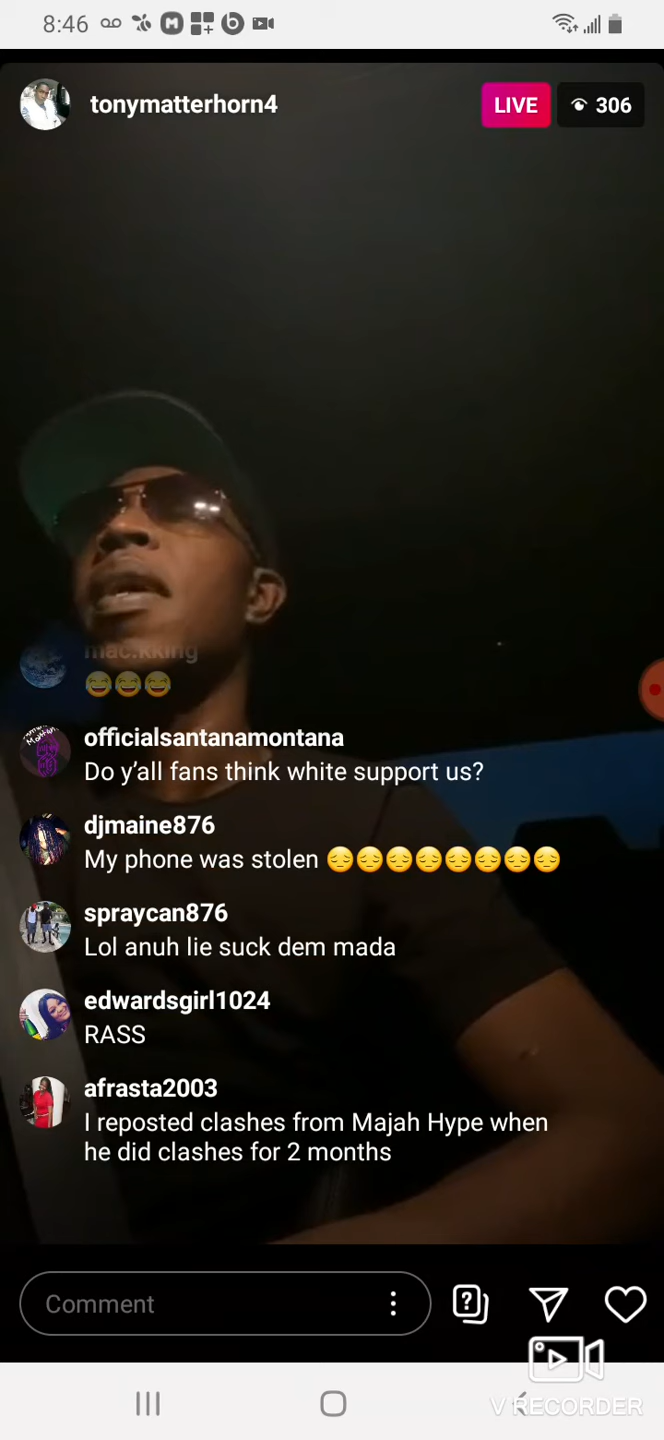 8:46
tonymatterhorn4
LIVE
306
mac.kking
😂😂😂
officialsantanamontana
Do y'all fans think white support us?
djmaine876
My phone was stolen 😔😔😔😔😔😔😔😔
spraycan876
Lol anuh lie suck dem mada
edwardsgirl1024
RASS
afrasta2003
I reposted clashes from Majah Hype when
he did clashes for 2 months
Comment
V RECORDER